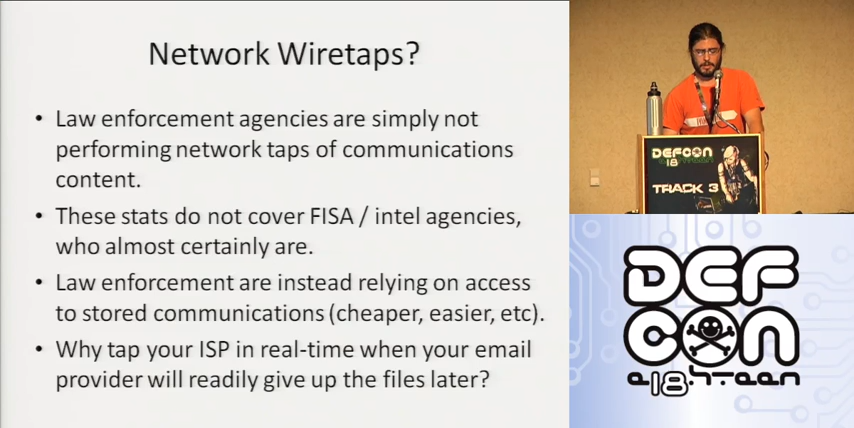 Network Wiretaps?
• Law enforcement agencies are simply not
performing network taps of communications
content.
• These stats do not cover FISA / intel agencies,
who almost certainly are.
• Law enforcement are instead relying on access
to stored communications (cheaper, easier, etc).
• Why tap your ISP in real-time when your email
provider will readily give up the files later?
DEFCON
18
TRACK 3
DEF
CON
18